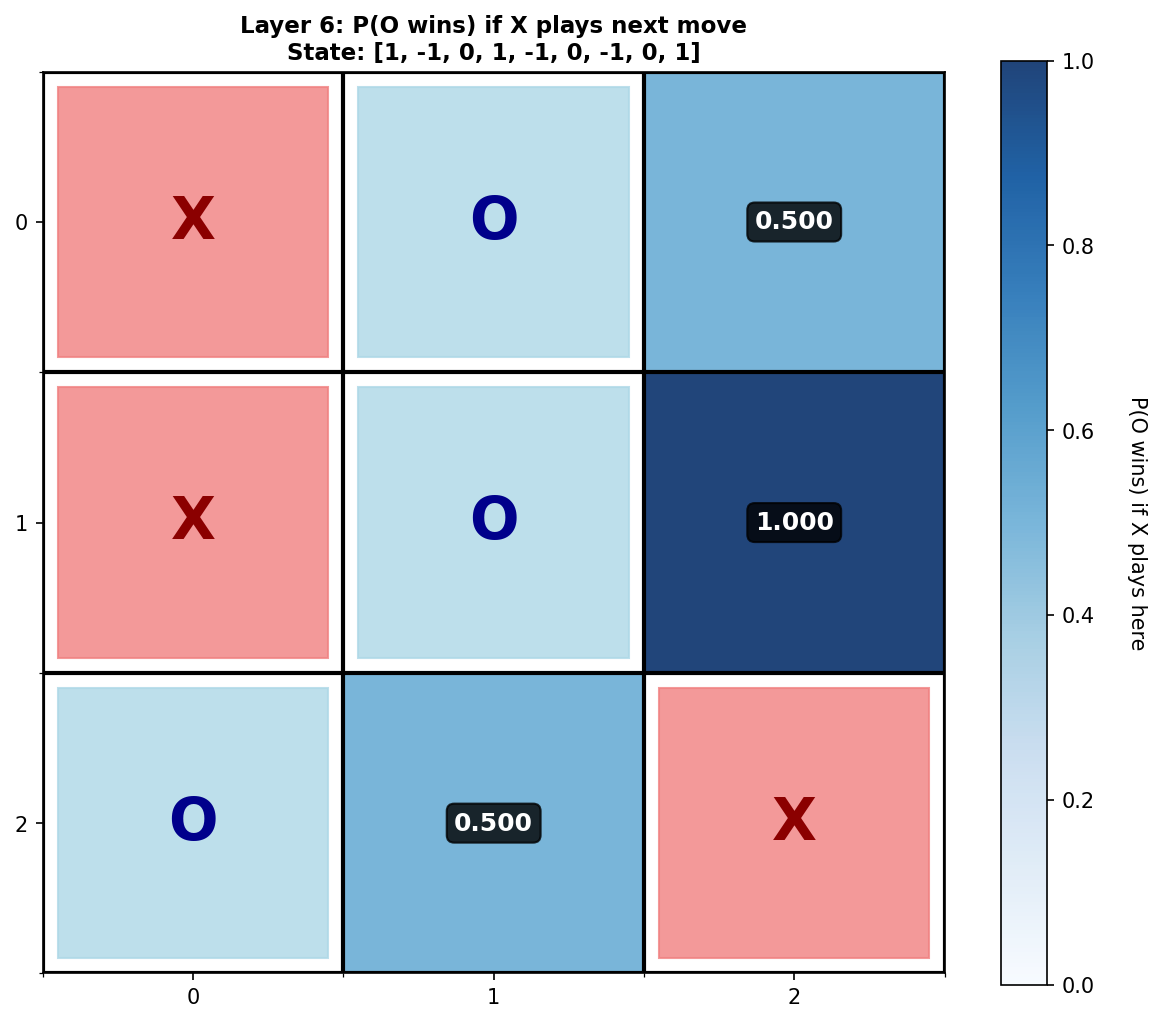 Layer 6: P(O wins) if X plays next move
State: [1, -1, 0, 1, -1, 0, -1, 0, 1]
0
X
O
0.500
1
X
O
1.000
2
O
0.500
X
0
1
2
1.0
0.8
0.6
0.4
0.2
0.0
P(O wins) if X plays here